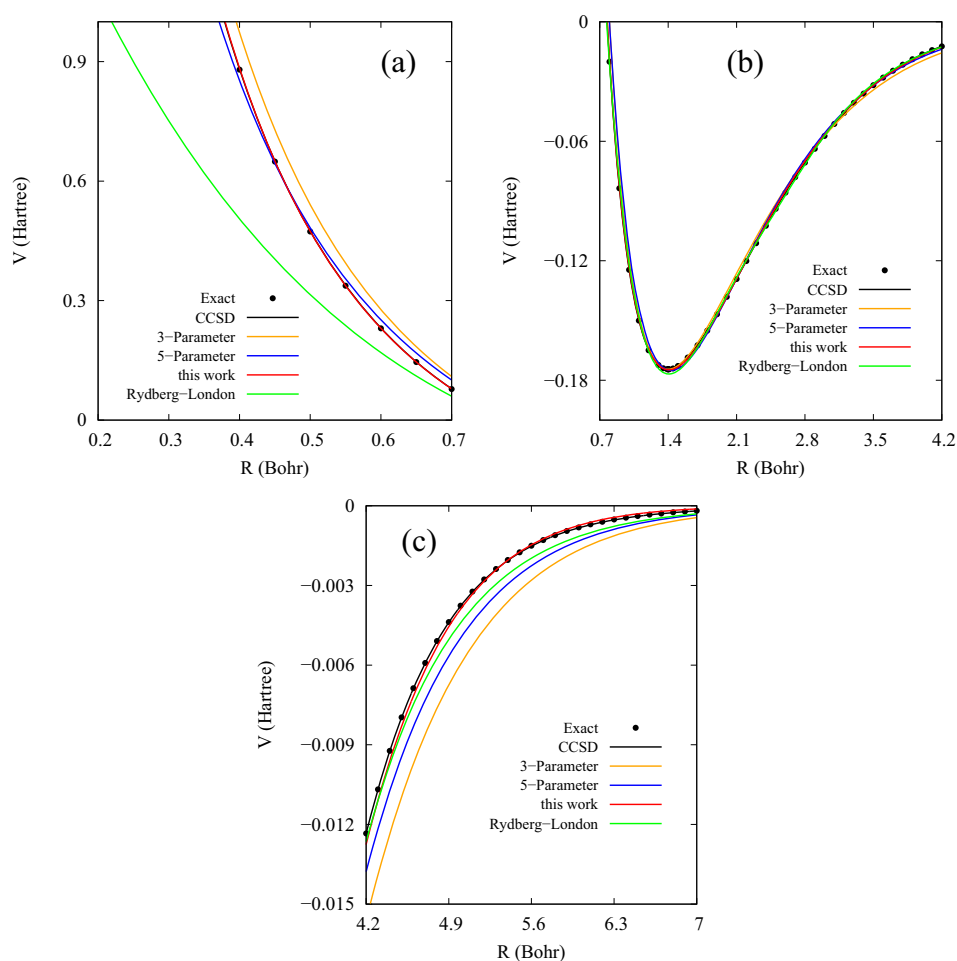 (a)
V (Hartree)
0.9
0.6
0.3
0
Exact
CCSD
3−Parameter
5−Parameter
this work
Rydberg−London
0.2 0.3 0.4 0.5 0.6 0.7
R (Bohr)
(b)
V (Hartree)
0
−0.06
−0.12
−0.18
Exact
CCSD
3−Parameter
5−Parameter
this work
Rydberg−London
0.7 1.4 2.1 2.8 3.5 4.2
R (Bohr)
(c)
V (Hartree)
0
−0.003
−0.006
−0.009
−0.012
−0.015
Exact
CCSD
3−Parameter
5−Parameter
this work
Rydberg−London
4.2 4.9 5.6 6.3 7
R (Bohr)